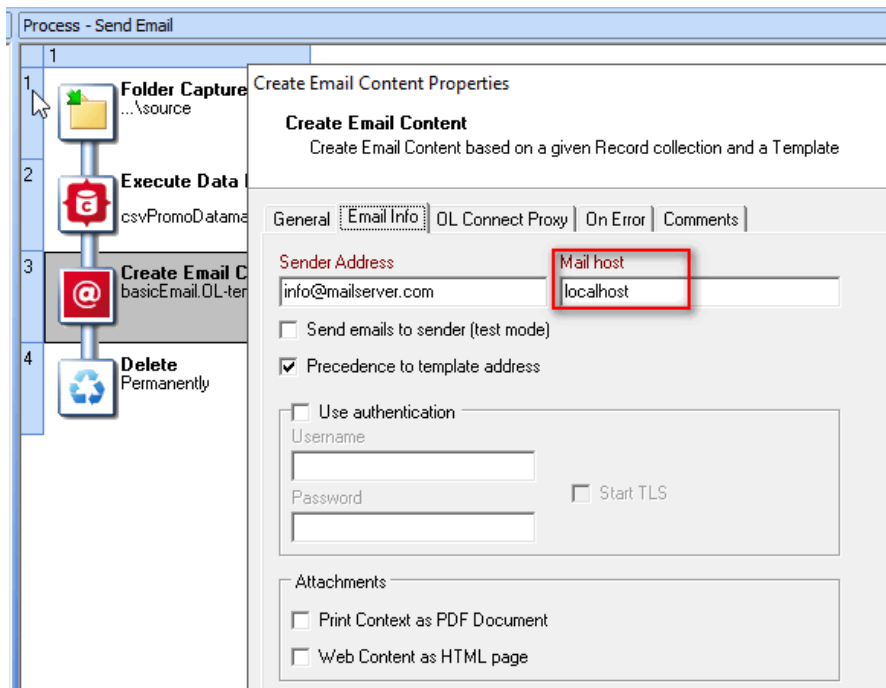 Process - Send Email
1
1
Folder Capture
...\source
2
Execute Data
csvPromoDatama
3
Create Email C
basicEmail.OL-ter
4
Delete
Permanently
Create Email Content Properties
Create Email Content
Create Email Content based on a given Record collection and a Template
General Email Info OL Connect Proxy On Error Comments
Sender Address Mail host
info@mailserver.com localhost
Send emails to sender (test mode)
Precedence to template address
Use authentication
Username
Password
Start TLS
Attachments
Print Context as PDF Document
Web Content as HTML page